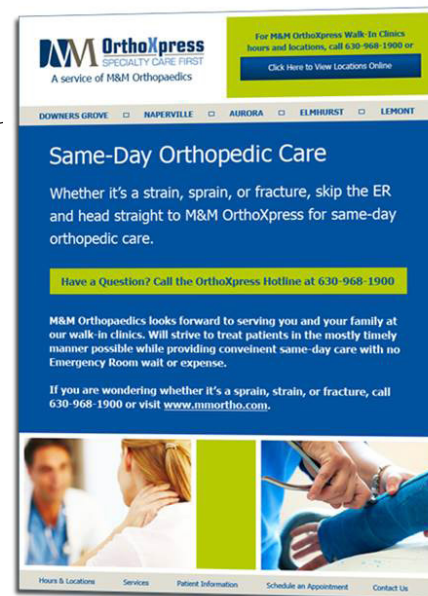 For M&M OrthoXpress Walk-In Clinics
hours and locations, call 630-968-1900 or
Click Here to View Locations Online
OrthoXpress
SPECIALTY CARE FIRST
A service of M&M Orthopaedics
DOWNERS GROVE □ NAPERVILLE □ AURORA □ ELMHURST □ LEMONT
Same-Day Orthopedic Care
Whether it's a strain, sprain, or fracture, skip the ER
and head straight to M&M OrthoXpress for same-day
orthopedic care.
Have a Question? Call the OrthoXpress Hotline at 630-968-1900
M&M Orthopaedics looks forward to serving you and your family at
our walk-in clinics. Will strive to treat patients in the mostly timely
manner possible while providing conveinent same-day care with no
Emergency Room wait or expense.
If you are wondering whether it's a sprain, strain, or fracture, call
630-968-1900 or visit www.mmortho.com.
Hours & Locations Services Patient Information Schedule an Appointment Contact Us